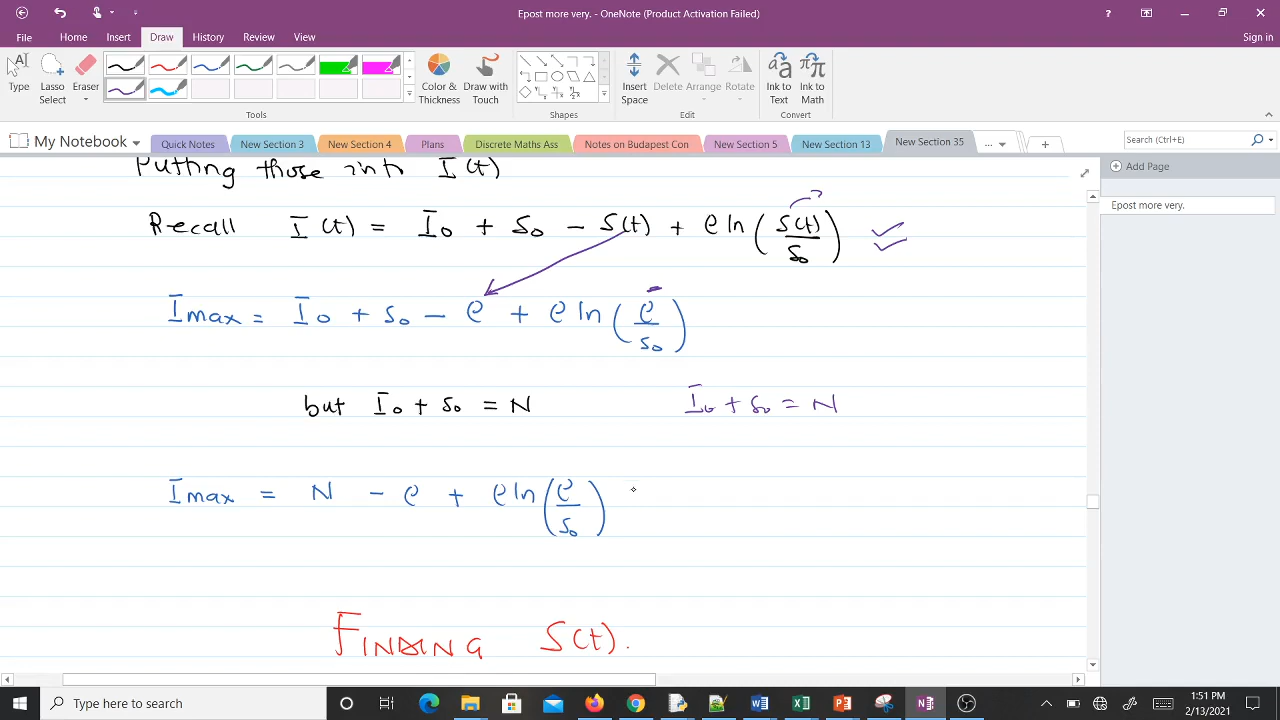 Epost more very. - OneNote (Product Activation Failed)
File Home Insert Draw History Review View Sign in
Type Lasso Select Eraser Color & Thickness Draw with Touch Insert Space Delete Arrange Rotate Ink to Text Ink to Math
Tools Shapes Edit Convert
My Notebook Quick Notes New Section 3 New Section 4 Plans Discrete Maths Ass Notes on Budapest Con New Section 5 New Section 13 New Section 35 ... Search (Ctrl+E)
Add Page
Epost more very.
Putting those into I(t)
Recall I(t) = I₀ + S₀ - S(t) + ρ ln (S(t)/S₀)
Imax = I₀ + S₀ - ρ + ρ ln (ρ/S₀)
but I₀ + S₀ = N I₀ + S₀ = N
Imax = N - ρ + ρ ln (ρ/S₀)
FINDING S(t).
Type here to search
1:51 PM
2/13/2021